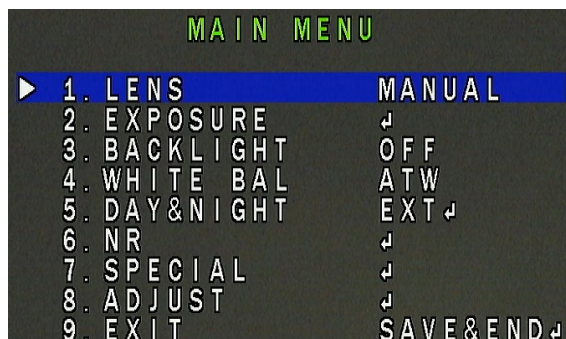 MAIN MENU
1. LENS MANUAL
2. EXPOSURE ↲
3. BACKLIGHT OFF
4. WHITE BAL ATW
5. DAY&NIGHT EXT↲
6. NR ↲
7. SPECIAL ↲
8. ADJUST ↲
9. EXIT SAVE&END↲